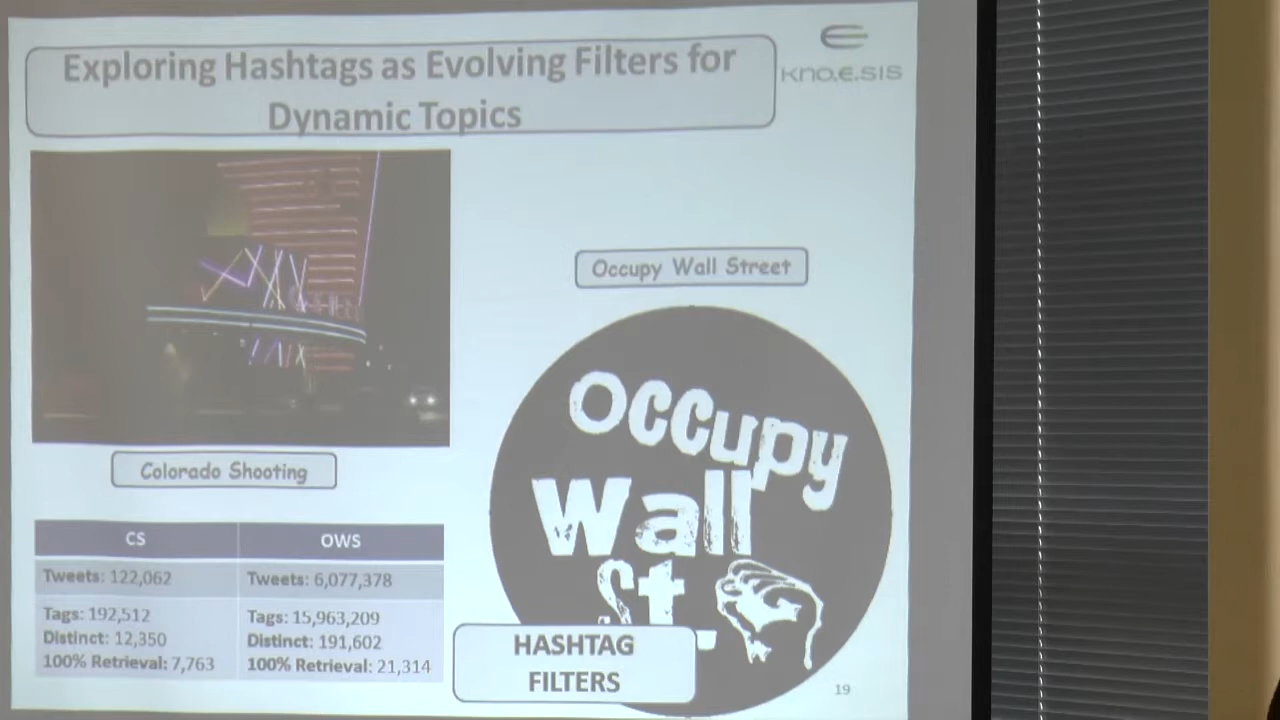 Exploring Hashtags as Evolving Filters for
Dynamic Topics
kno.e.sis
Occupy Wall Street
Occupy
Wall
St.
Colorado Shooting
CS
OWS
Tweets: 122,062
Tweets: 6,077,378
Tags: 192,512
Distinct: 12,350
100% Retrieval: 7,763
Tags: 15,963,209
Distinct: 191,602
100% Retrieval: 21,314
HASHTAG
FILTERS
19